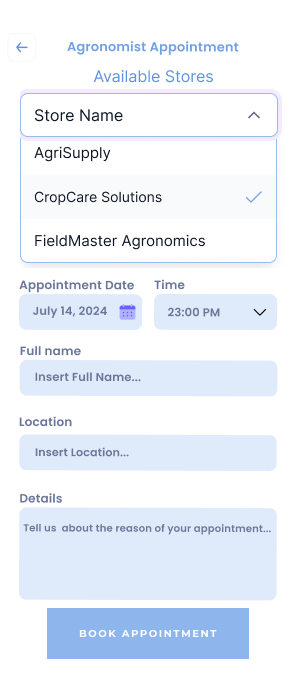 Agronomist Appointment
Available Stores
Store Name
AgriSupply
CropCare Solutions
FieldMaster Agronomics
Appointment Date Time
July 14, 2024 23:00 PM
Full name
Insert Full Name...
Location
Insert Location...
Details
Tell us about the reason of your appointment...
BOOK APPOINTMENT